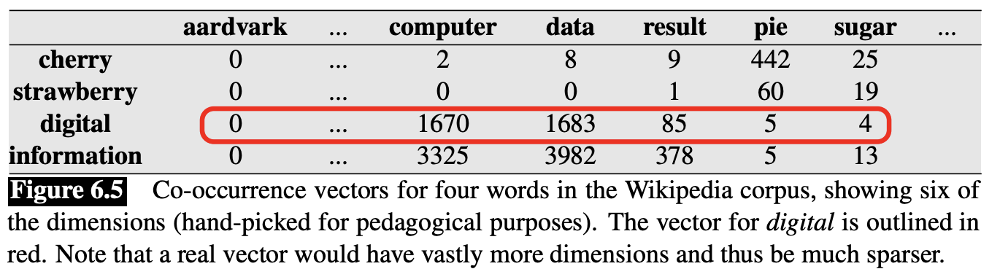 aardvark ... computer data result pie sugar ...
cherry 0 ... 2 8 9 442 25
strawberry 0 ... 0 0 1 60 19
digital 0 ... 1670 1683 85 5 4
information 0 ... 3325 3982 378 5 13
Figure 6.5 Co-occurrence vectors for four words in the Wikipedia corpus, showing six of
the dimensions (hand-picked for pedagogical purposes). The vector for digital is outlined in
red. Note that a real vector would have vastly more dimensions and thus be much sparser.